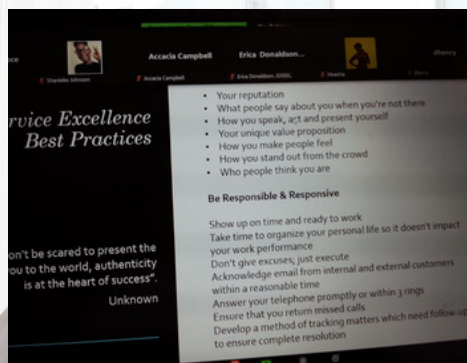 Accacia Campbell
Erica Donaldson...
dhenry
Shanieke Johnson
Accacia Campbell
Erica Donaldson, JDSEEL
rvice Excellence
Best Practices
on't be scared to present the
ou to the world, authenticity
is at the heart of success".
Unknown
• Your reputation
• What people say about you when you're not there
• How you speak, act and present yourself
• Your unique value proposition
• How you make people feel
• How you stand out from the crowd
• Who people think you are
Be Responsible & Responsive
Show up on time and ready to work
Take time to organize your personal life so it doesn't impact
your work performance
Don't give excuses, just execute
Acknowledge email from internal and external customers
within a reasonable time
Answer your telephone promptly or within 3 rings
Ensure that you return missed calls
Develop a method of tracking matters which need follow-up
to ensure complete resolution